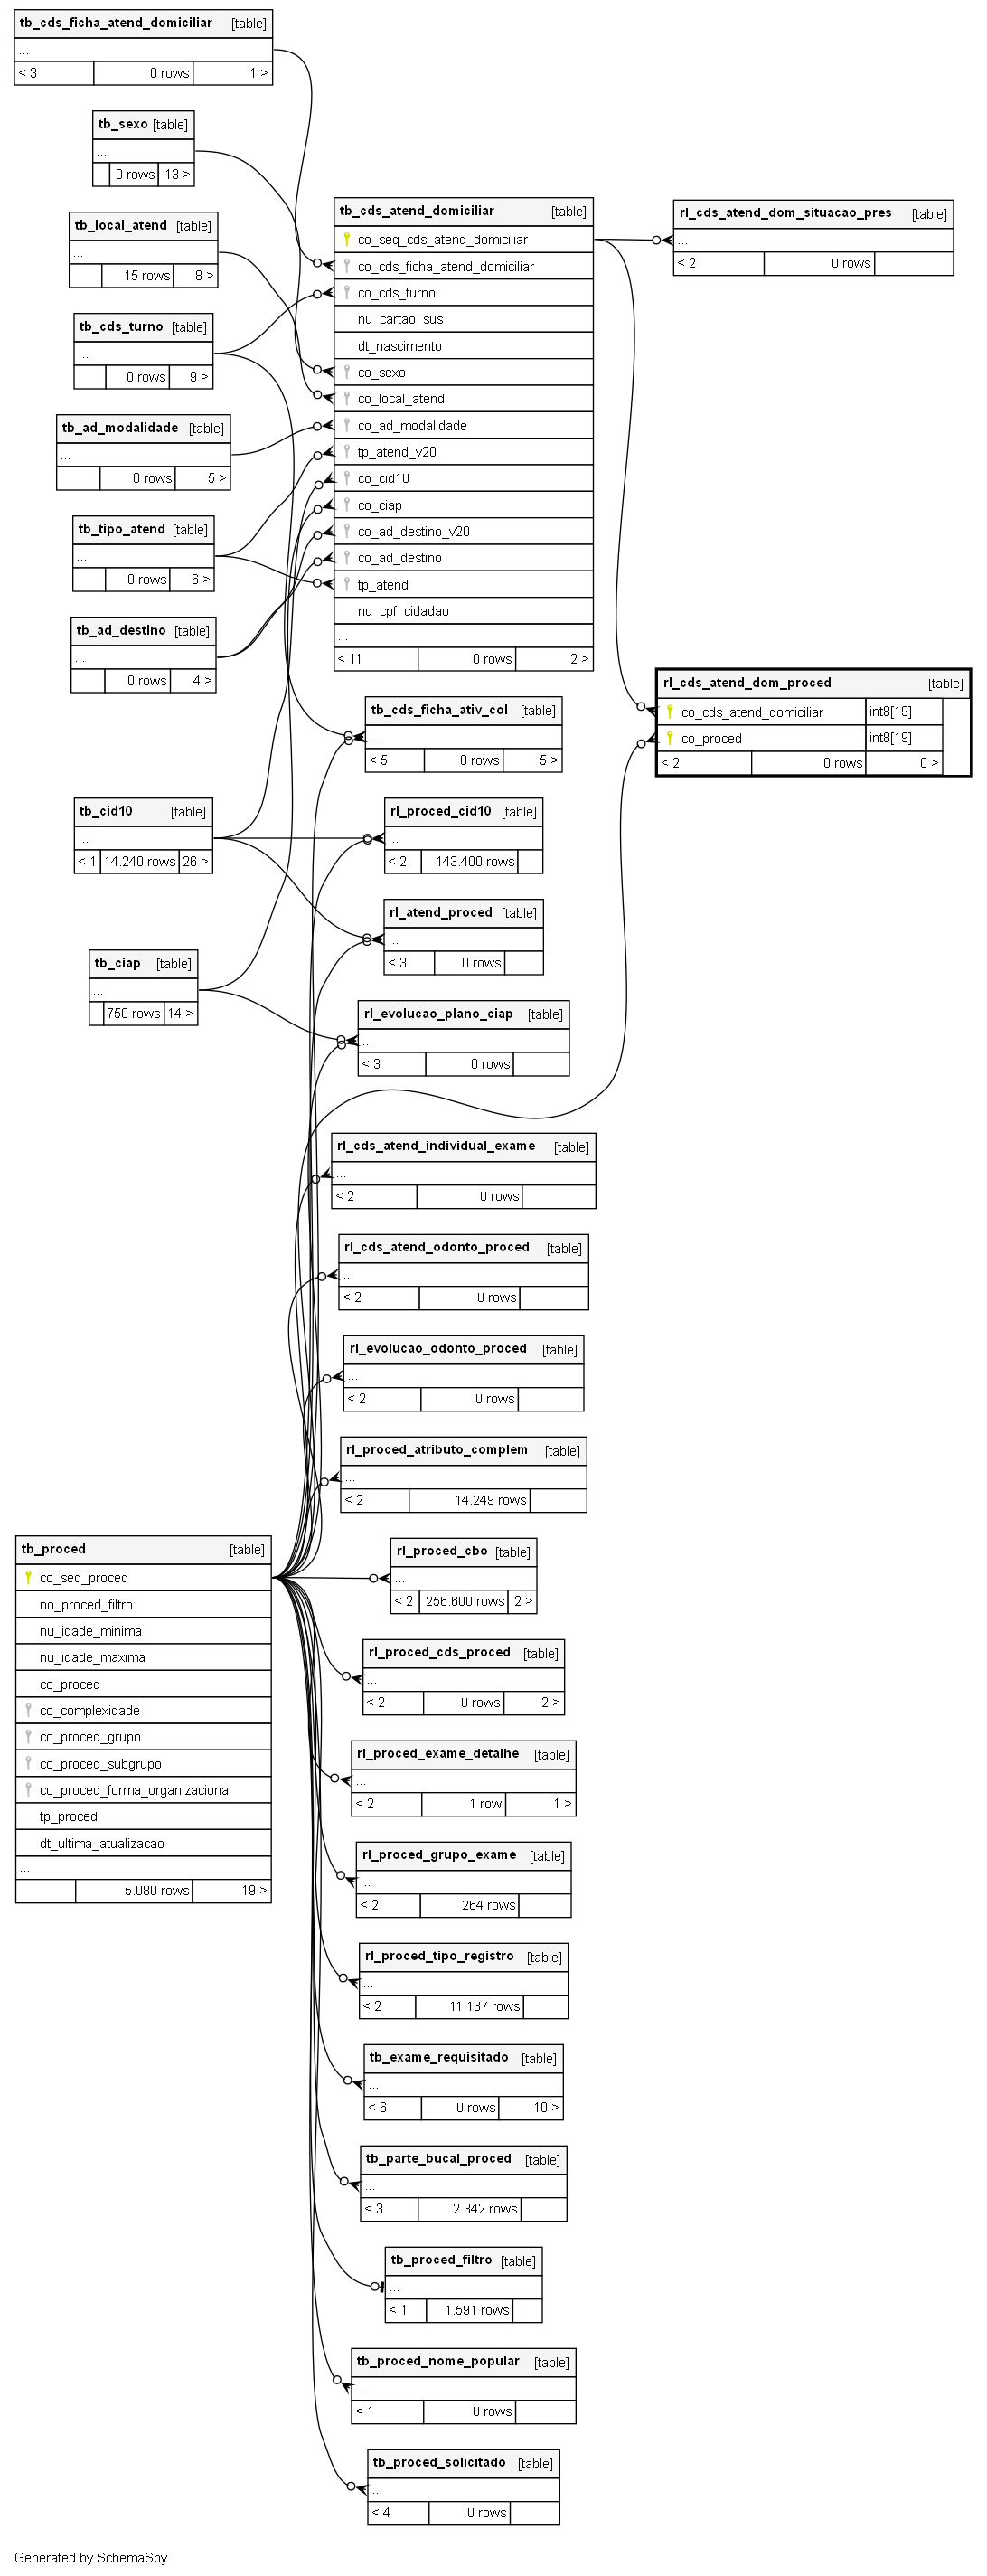 tb_cds_ficha_atend_domiciliar [table]
...
< 3 0 rows 1 >
tb_sexo [table]
...
0 rows 13 >
tb_local_atend [table]
...
15 rows 8 >
tb_cds_turno [table]
...
0 rows 9 >
tb_ad_modalidade [table]
...
0 rows 5 >
tb_tipo_atend [table]
...
0 rows 6 >
tb_ad_destino [table]
...
0 rows 4 >
tb_cid10 [table]
...
< 1 14.240 rows 26 >
tb_ciap [table]
...
750 rows 14 >
tb_proced [table]
co_seq_proced
no_proced_filtro
nu_idade_minima
nu_idade_maxima
co_proced
co_complexidade
co_proced_grupo
co_proced_subgrupo
co_proced_forma_organizacional
tp_proced
dt_ultima_atualizacao
...
5.080 rows 19 >
tb_cds_atend_domiciliar [table]
co_seq_cds_atend_domiciliar
co_cds_ficha_atend_domiciliar
co_cds_turno
nu_cartao_sus
dt_nascimento
co_sexo
co_local_atend
co_ad_modalidade
tp_atend_v20
co_cid10
co_ciap
co_ad_destino_v20
co_ad_destino
tp_atend
nu_cpf_cidadao
...
< 11 0 rows 2 >
tb_cds_ficha_ativ_col [table]
...
< 5 0 rows 5 >
rl_proced_cid10 [table]
...
< 2 143.400 rows
rl_atend_proced [table]
...
< 3 0 rows
rl_evolucao_plano_ciap [table]
...
< 3 0 rows
rl_cds_atend_individual_exame [table]
...
< 2 0 rows
rl_cds_atend_odonto_proced [table]
...
< 2 0 rows
rl_evolucao_odonto_proced [table]
...
< 2 0 rows
rl_proced_atributo_complem [table]
...
< 2 14.249 rows
rl_proced_cbo [table]
...
< 2 256.600 rows 2 >
rl_proced_cds_proced [table]
...
< 2 0 rows 2 >
rl_proced_exame_detalhe [table]
...
< 2 1 row 1 >
rl_proced_grupo_exame [table]
...
< 2 264 rows
rl_proced_tipo_registro [table]
...
< 2 11.137 rows
tb_exame_requisitado [table]
...
< 6 0 rows 10 >
tb_parte_bucal_proced [table]
...
< 3 2.342 rows
tb_proced_filtro [table]
...
< 1 1.591 rows
tb_proced_nome_popular [table]
...
< 1 0 rows
tb_proced_solicitado [table]
...
< 4 0 rows
rl_cds_atend_dom_situacao_pres [table]
...
< 2 0 rows
rl_cds_atend_dom_proced [table]
co_cds_atend_domiciliar int8[19]
co_proced int8[19]
< 2 0 rows 0 >
Generated by SchemaSpy